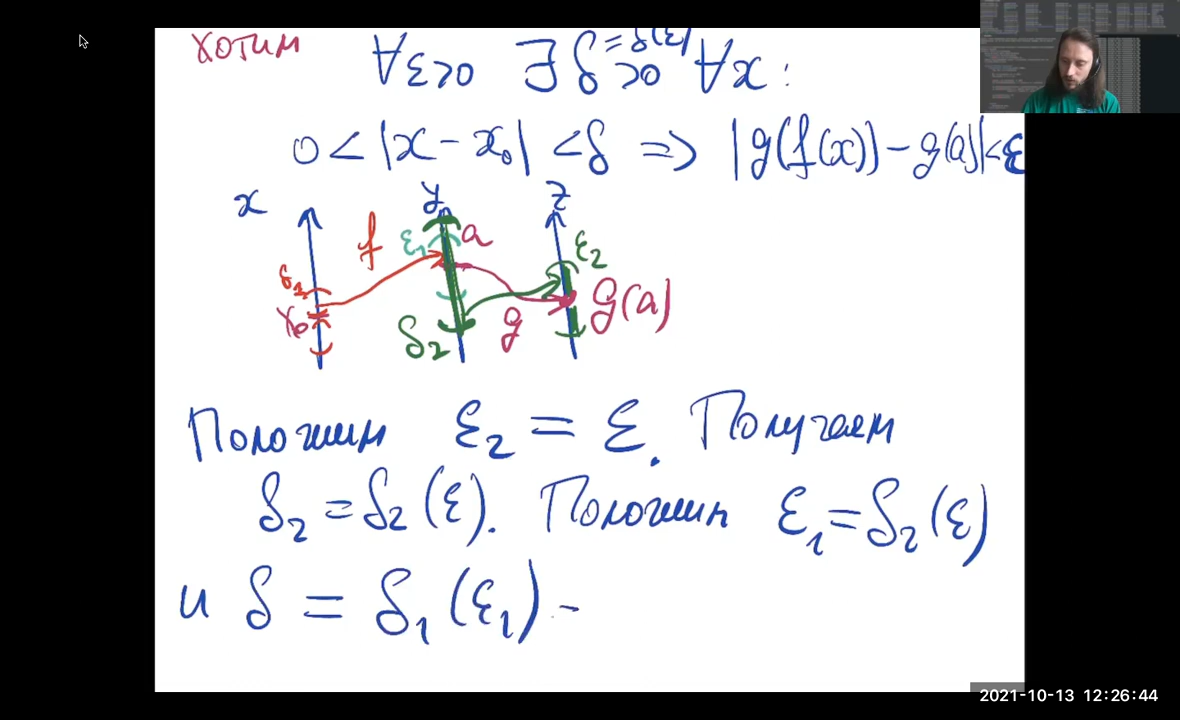 хотим ∀ε>0 ∃ δ=δ(ε)>0 ∀x:
0<|x-x₀|<δ => |g(f(x))-g(a)|<ε
x f y z
ε₁ a ε₂
x₀ δ₂ g g(a)
Положим ε₂ = ε. Получаем
δ₂=δ₂(ε). Положим ε₁=δ₂(ε)
и δ = δ₁(ε₁)-
2021-10-13 12:26:44